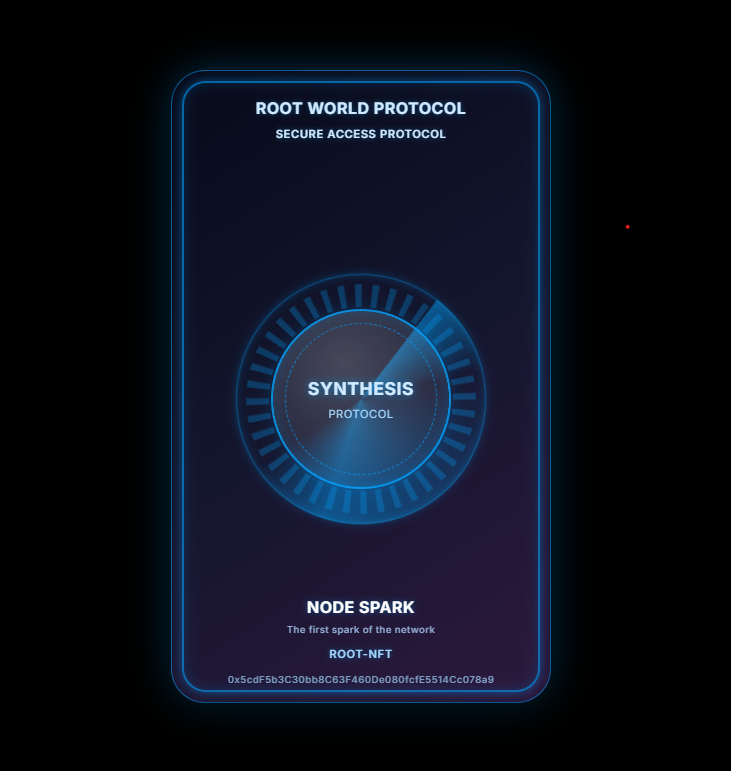 ROOT WORLD PROTOCOL
SECURE ACCESS PROTOCOL
SYNTHESIS
PROTOCOL
NODE SPARK
The first spark of the network
ROOT-NFT
0x5cdF5b3C30bb8C63F460De080fcfE5514Cc078a9